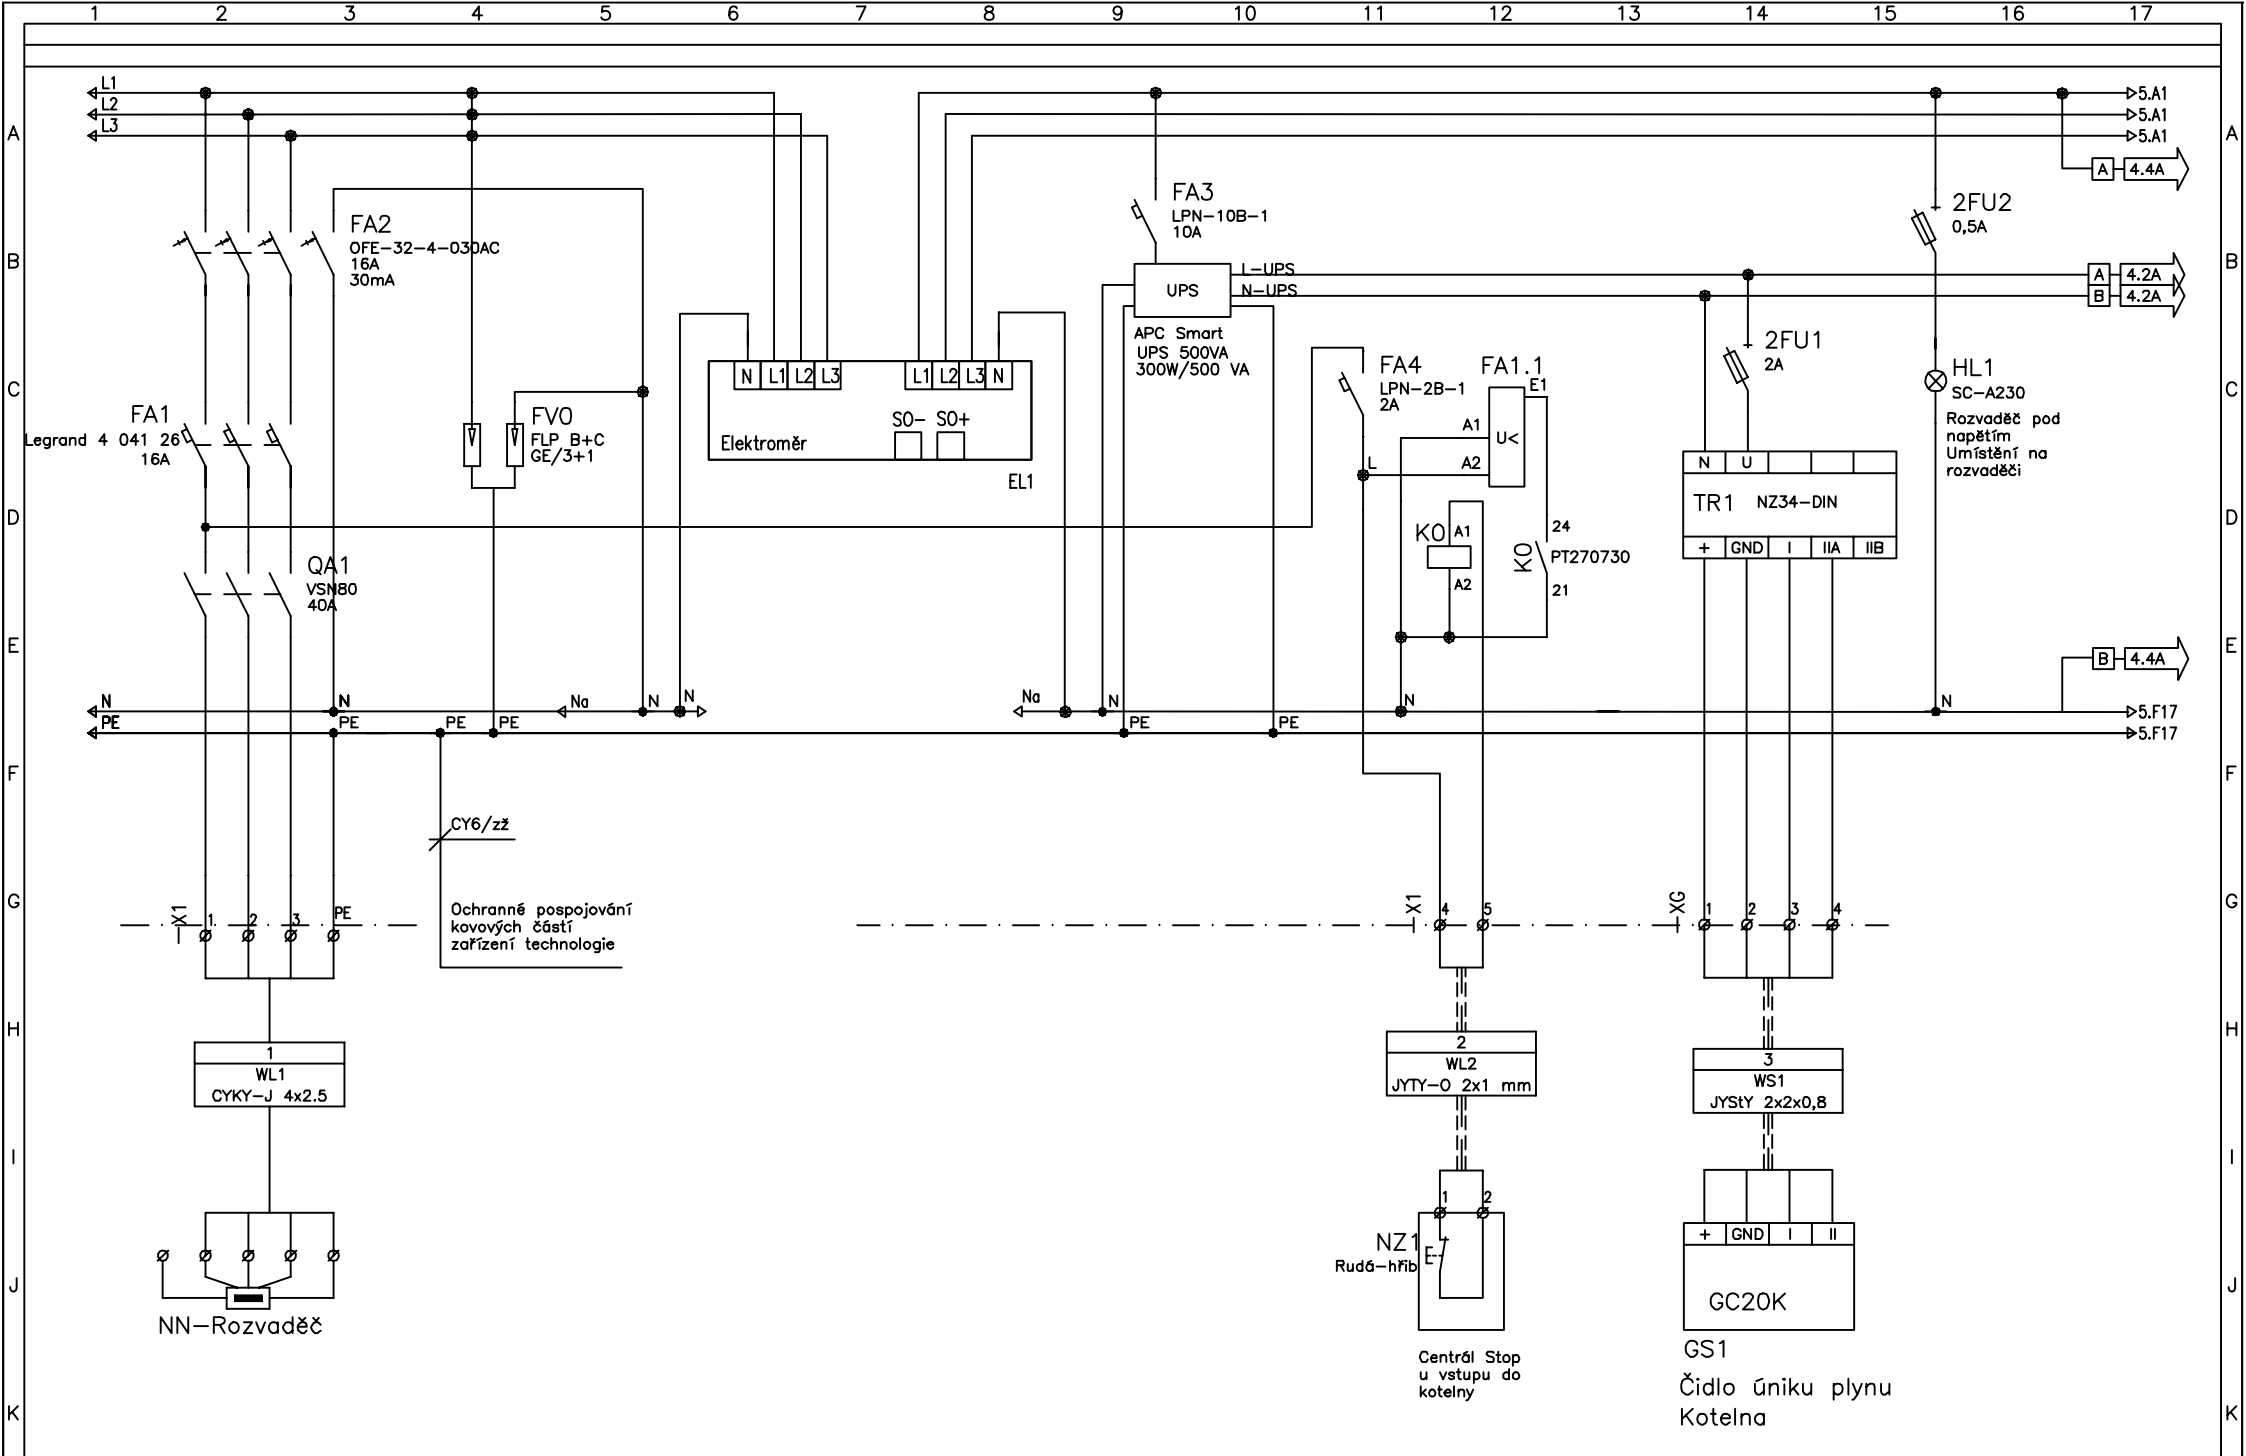 1 2 3 4 5 6 7 8 9 10 11 12 13 14 15 16 17
L1
L2
L3
5.A1
5.A1
5.A1
A
A
A 4.4A
FA2
OFE-32-4-030AC
16A
30mA
FA3
LPN-10B-1
10A
2FU2
0,5A
B
B
UPS
L-UPS
N-UPS
A 4.2A
B 4.2A
APC Smart
UPS 500VA
300W/500 VA
2FU1
2A
C
C
N L1 L2 L3
L1 L2 L3 N
S0- S0+
Elektroměr
EL1
FA1
Legrand 4 041 26
16A
FV0
FLP B+C
GE/3+1
FA4
LPN-2B-1
2A
FA1.1
E1
A1
U<
A2
L
HL1
SC-A230
Rozvaděč pod
napětím
Umístění na
rozvaděči
N U
TR1 NZ34-DIN
+ GND I IIA IIB
D
D
K0
A1
A2
K0
24
PT270730
21
QA1
VSN80
40A
E
E
B 4.4A
N
N
Na
N
N
Na
N
N
N
5.F17
PE
PE
PE
PE
PE
PE
5.F17
F
F
CY6/zž
G
G
X1
1 2 3 PE
Ochranné pospojování
kovových částí
zařízení technologie
X1
4 5
XG
1 2 3 4
H
H
1
WL1
CYKY-J 4x2.5
2
WL2
JYTY-O 2x1 mm
3
WS1
JYStY 2x2x0,8
I
I
1 2
NZ1
Rudá-hřib
+ GND I II
GC20K
J
J
NN-Rozvaděč
Centrál Stop
u vstupu do
kotelny
GS1
Čidlo úniku plynu
Kotelna
K
K